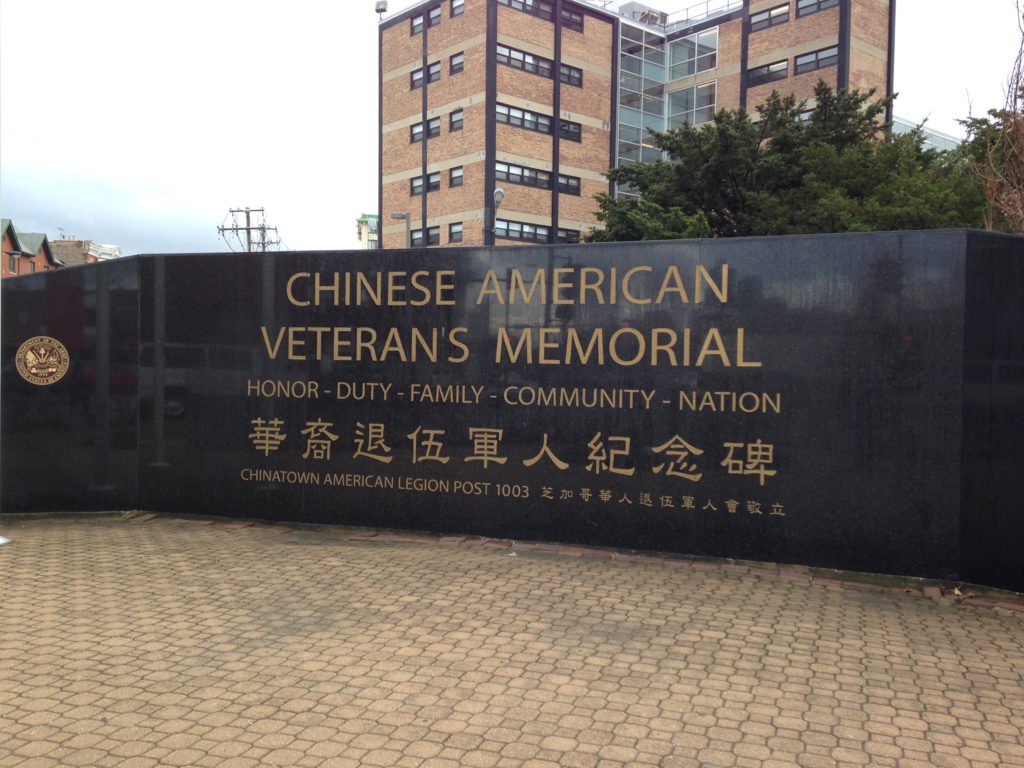 CHINESE AMERICAN
VETERAN'S MEMORIAL
HONOR - DUTY - FAMILY - COMMUNITY - NATION
華裔退伍軍人紀念碑
CHINATOWN AMERICAN LEGION POST 1003 芝加哥華人退伍軍人會敬立